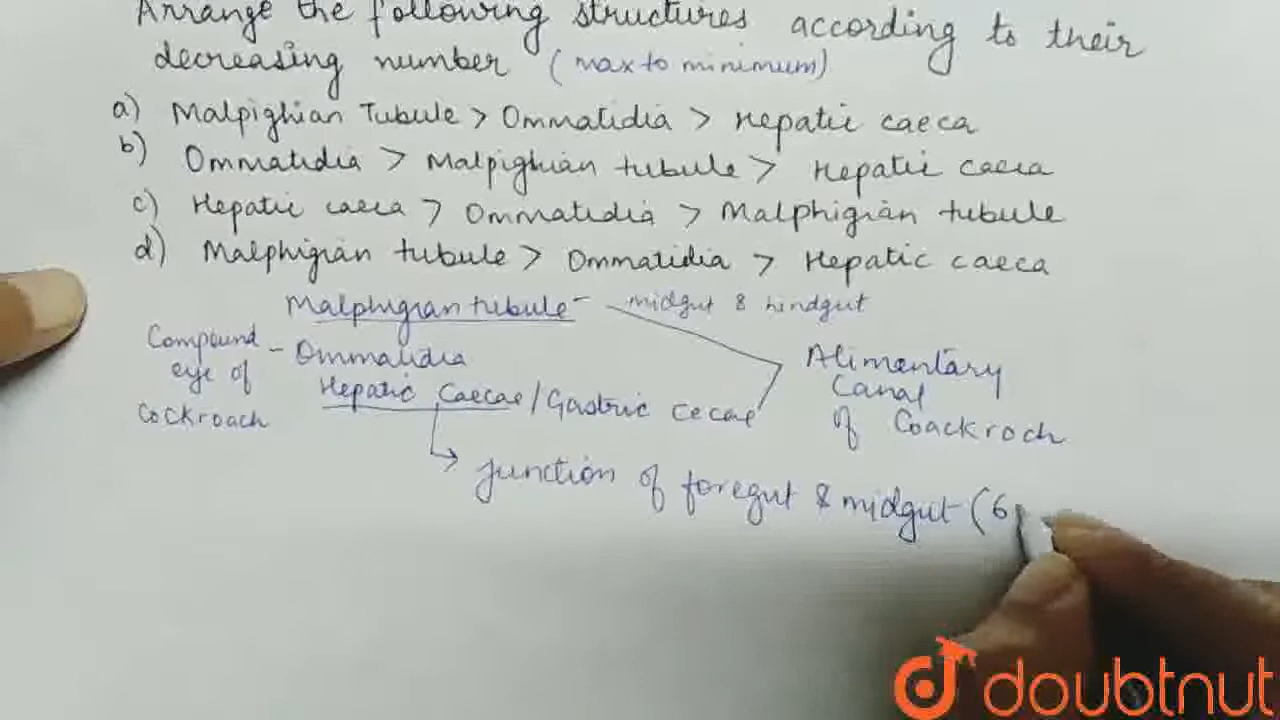 Arrange the following structures according to their
decreasing number (max to minimum)
a) Malpighian Tubule > Ommatidia > Hepatic caeca
b) Ommatidia > Malpighian tubule > Hepatic caeca
c) Hepatic caeca > Ommatidia > Malphigian tubule
d) Malphigian tubule > Ommatidia > Hepatic caeca
Malphigian tubule - midgut & hindgut
Compound eye of Cockroach - Ommatidia
Hepatic Caecae / Gastric cecae
Alimentary
Canal
of Coackroch
junction of foregut & midgut (6
doubtnut